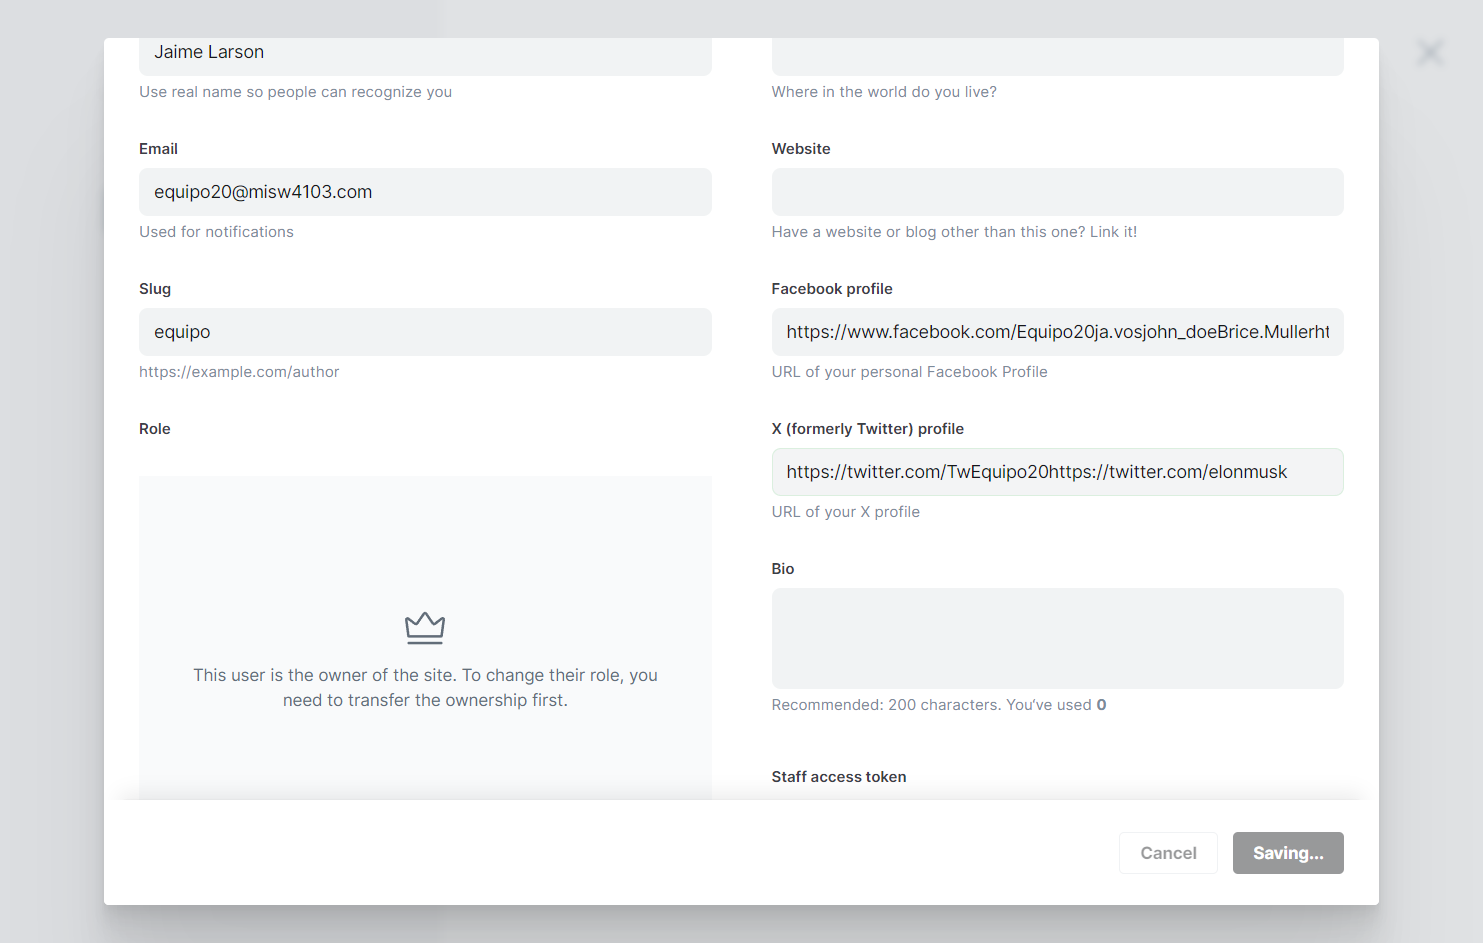 Jaime Larson
Use real name so people can recognize you
Where in the world do you live?
Email
equipo20@misw4103.com
Used for notifications
Website
Have a website or blog other than this one? Link it!
Slug
equipo
https://example.com/author
Facebook profile
https://www.facebook.com/Equipo20ja.vosjohn_doeBrice.Mullerht
URL of your personal Facebook Profile
Role
This user is the owner of the site. To change their role, you
need to transfer the ownership first.
X (formerly Twitter) profile
https://twitter.com/TwEquipo20https://twitter.com/elonmusk
URL of your X profile
Bio
Recommended: 200 characters. You’ve used 0
Staff access token
Cancel
Saving...